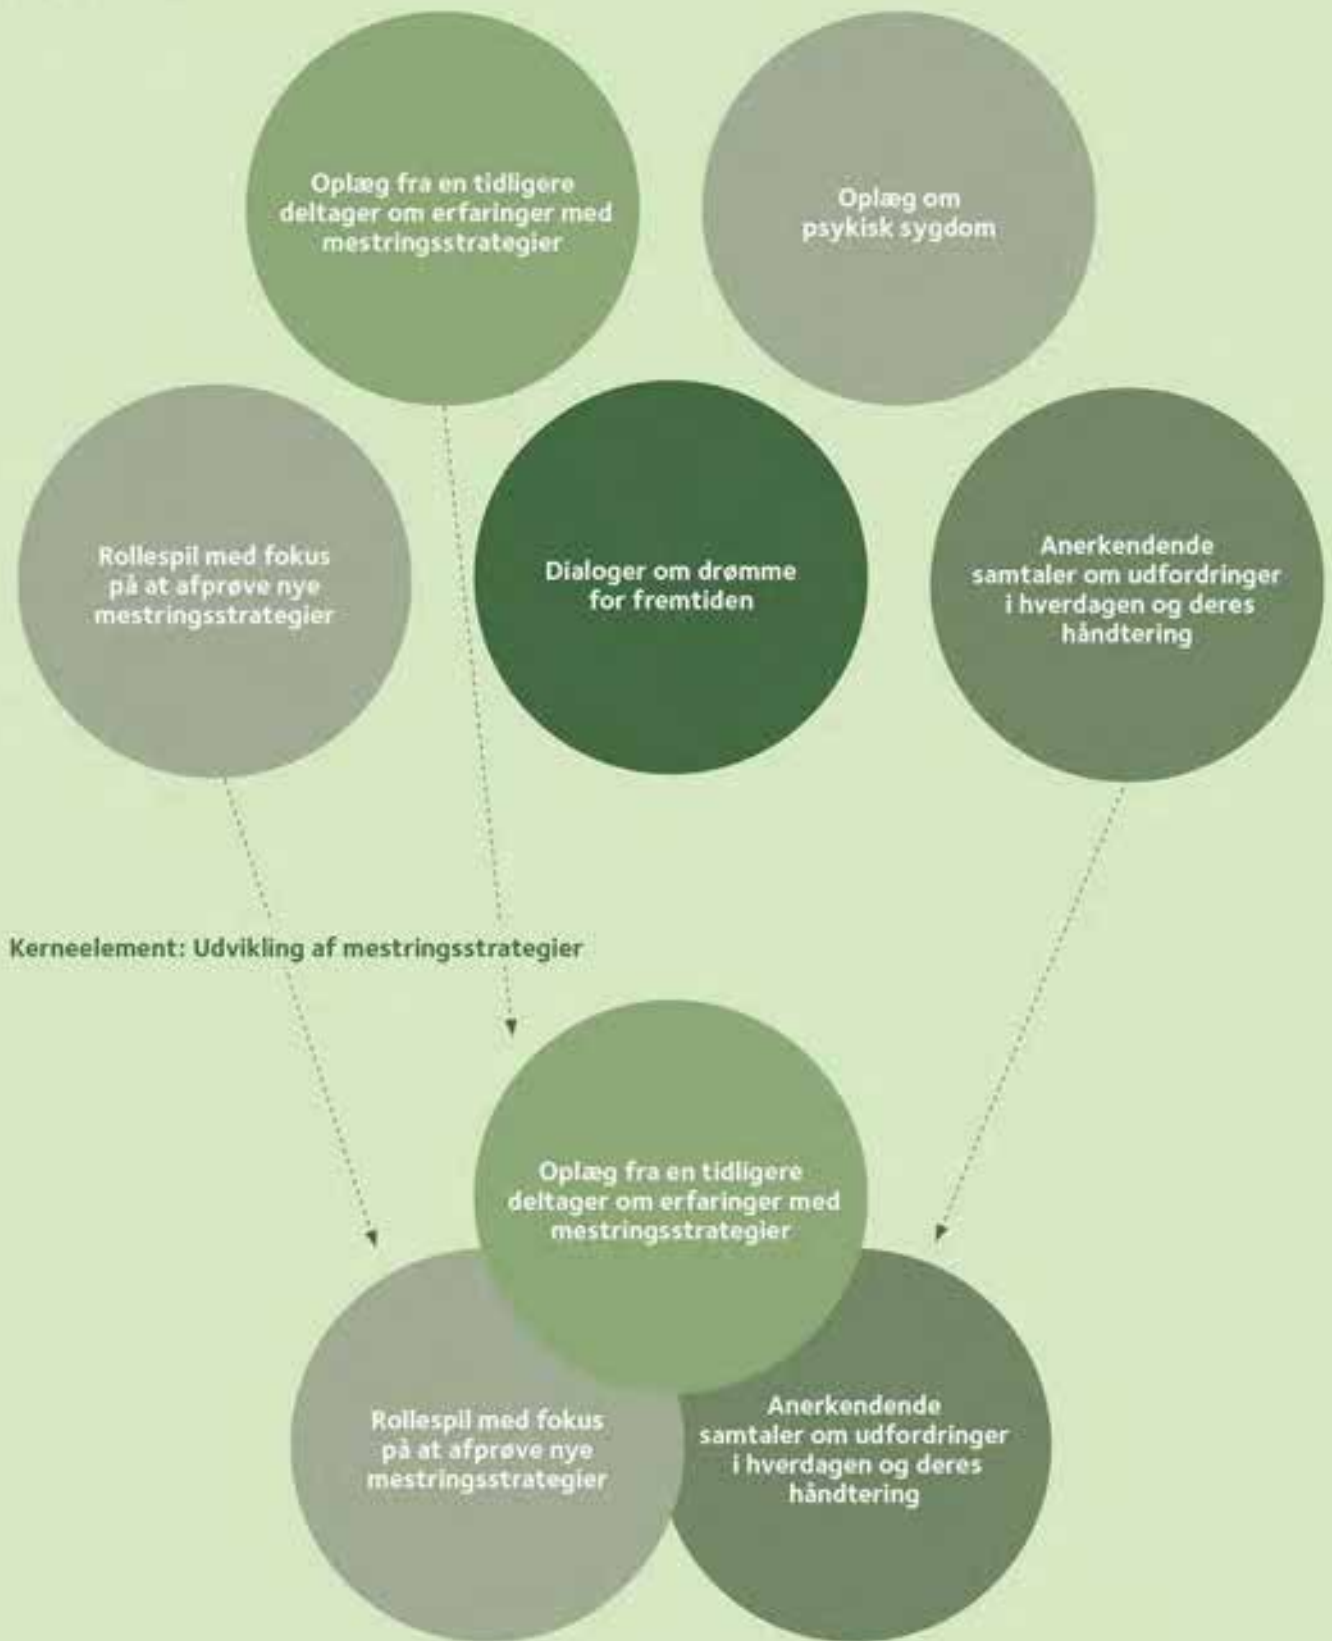 Oplæg fra en tidligere
deltager om erfaringer med
mestringsstrategier
Oplæg om
psykisk sygdom
Rollespil med fokus
på at afprøve nye
mestringsstrategier
Dialoger om drømme
for fremtiden
Anerkendende
samtaler om udfordringer
i hverdagen og deres
håndtering
Kerneelement: Udvikling af mestringsstrategier
Oplæg fra en tidligere
deltager om erfaringer med
mestringsstrategier
Rollespil med fokus
på at afprøve nye
mestringsstrategier
Anerkendende
samtaler om udfordringer
i hverdagen og deres
håndtering